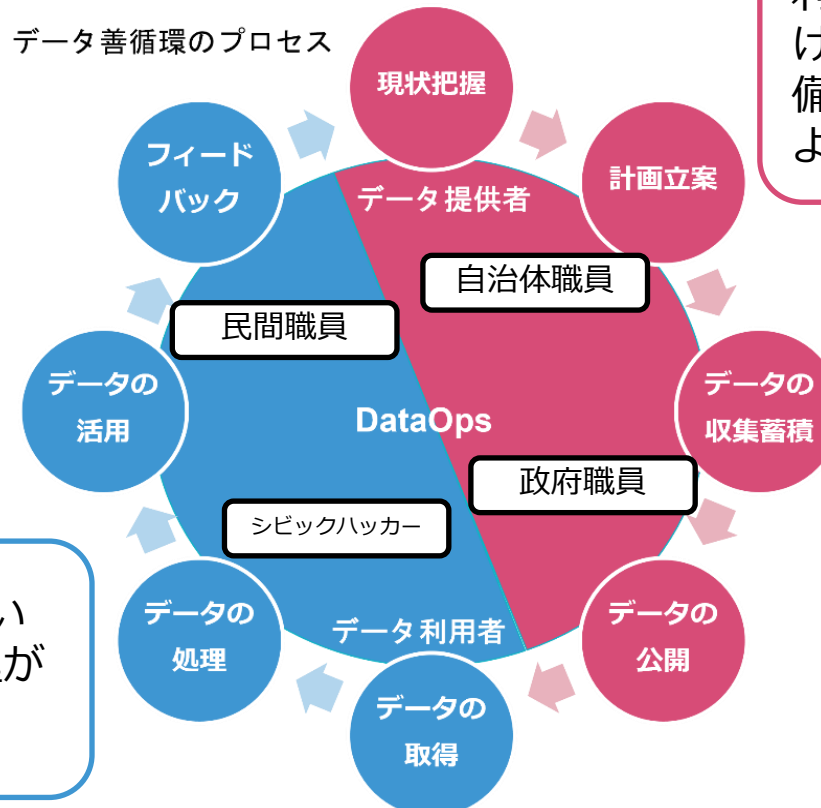 データ善循環のプロセス
現状把握
フィード
バック
計画立案
データ提供者
自治体職員
民間職員
データの
活用
データの
収集蓄積
DataOps
政府職員
シビックハッカー
データの
処理
データ利用者
データの
公開
データの
取得
け
備
よ
い
が